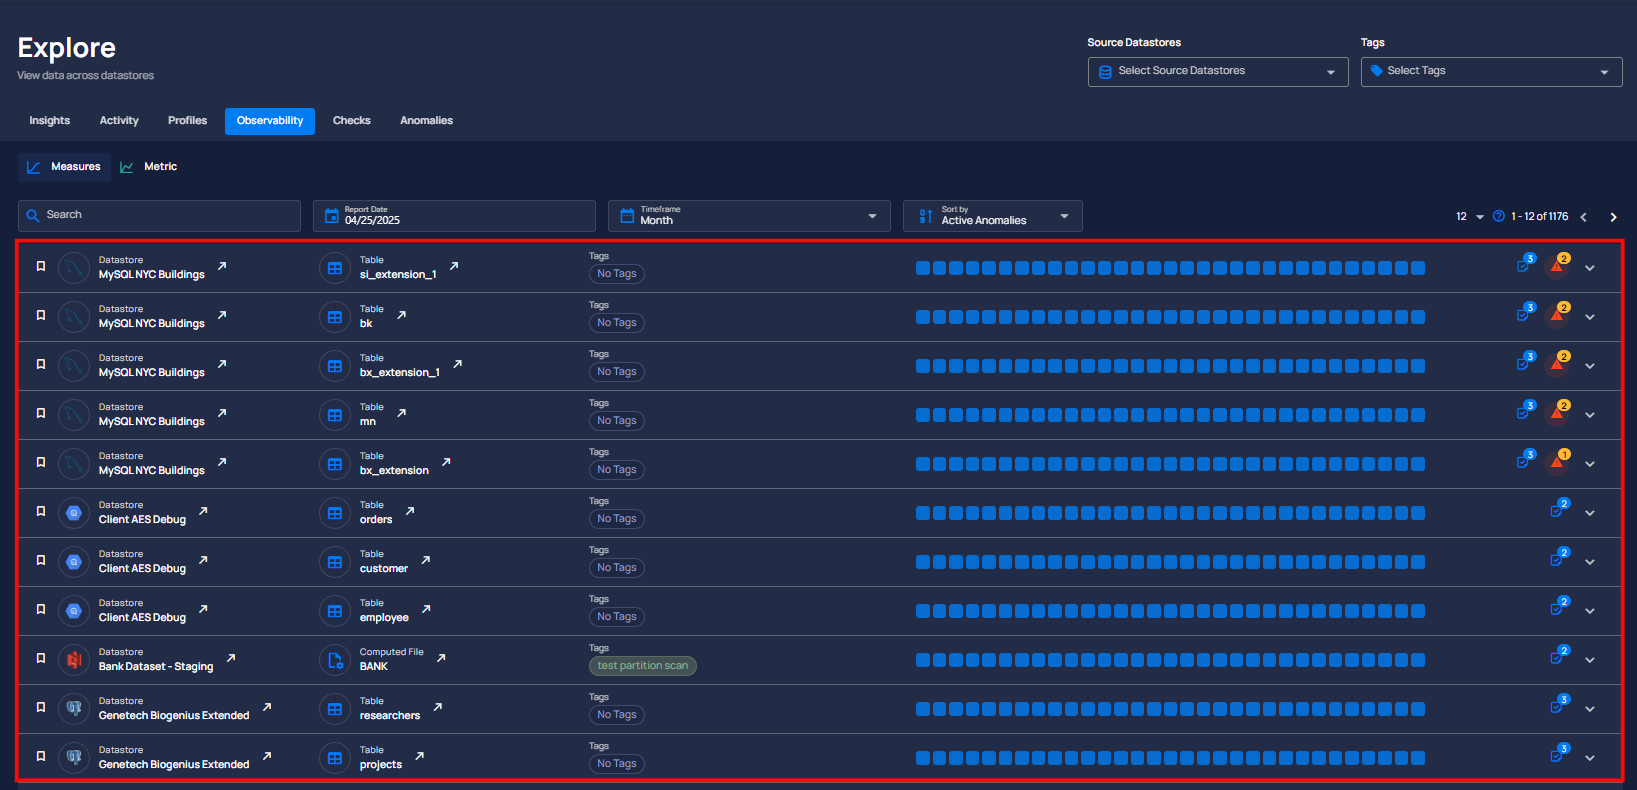 Explore
View data across datastores
Source Datastores
Select Source Datastores
Tags
Select Tags
Insights Activity Profiles Observability Checks Anomalies
Measures Metric
Search
Report Date
04/25/2025
Timeframe
Month
Sort by
Active Anomalies
12 1 - 12 of 1176
Datastore Table Tags
MySQL NYC Buildings si_extension_1 No Tags 3 2
Datastore Table Tags
MySQL NYC Buildings bk No Tags 3 2
Datastore Table Tags
MySQL NYC Buildings bx_extension_1 No Tags 3 2
Datastore Table Tags
MySQL NYC Buildings mn No Tags 3 2
Datastore Table Tags
MySQL NYC Buildings bx_extension No Tags 3 1
Datastore Table Tags
Client AES Debug orders No Tags 2
Datastore Table Tags
Client AES Debug customer No Tags 2
Datastore Table Tags
Client AES Debug employee No Tags 2
Datastore Computed File Tags
Bank Dataset - Staging BANK test partition scan 2
Datastore Table Tags
Genetech Biogenius Extended researchers No Tags 3
Datastore Table Tags
Genetech Biogenius Extended projects No Tags 3